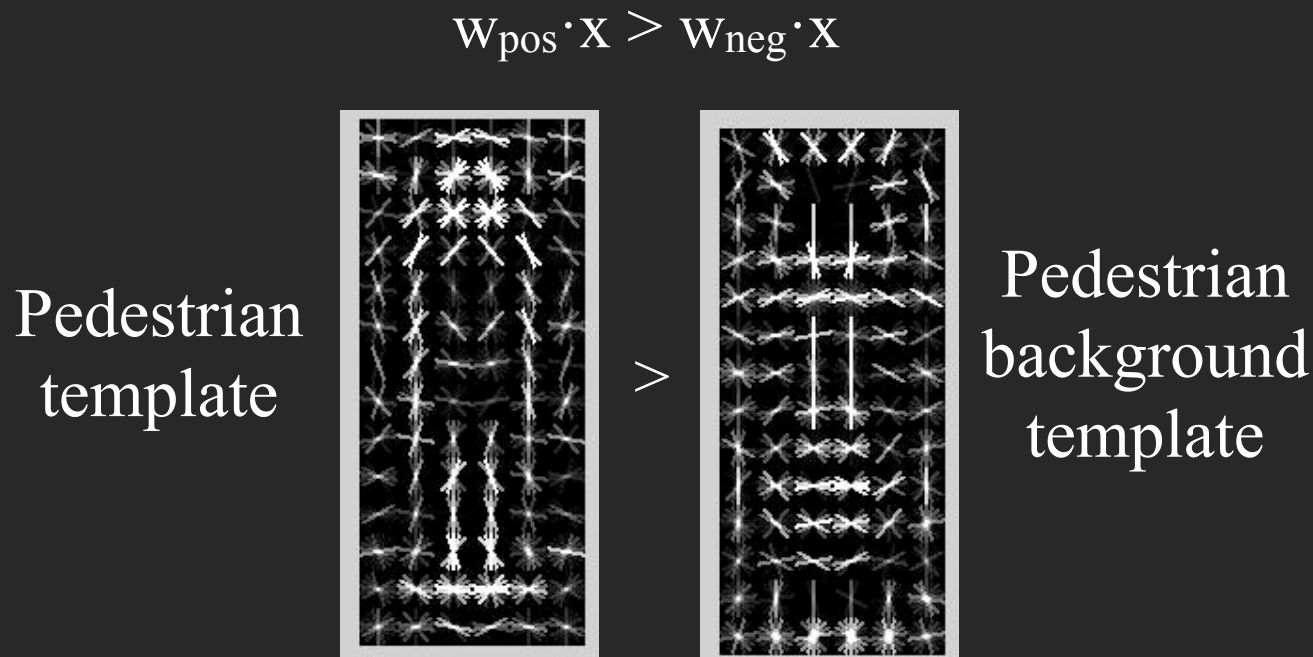 wpos·x > wneg·x
Pedestrian
template
>
Pedestrian
background
template